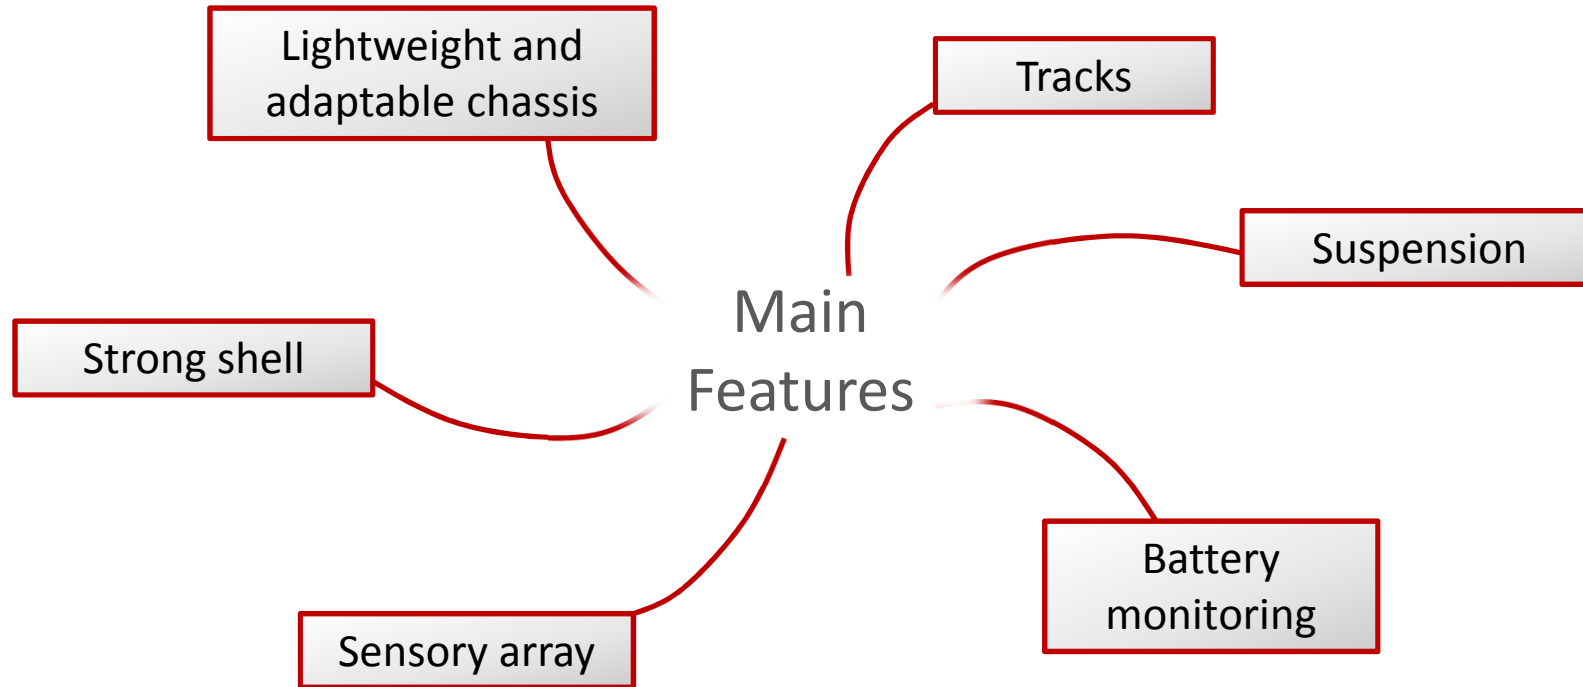 Lightweight and
adaptable chassis
Tracks
Suspension
Main
Features
Strong shell
Battery
monitoring
Sensory array